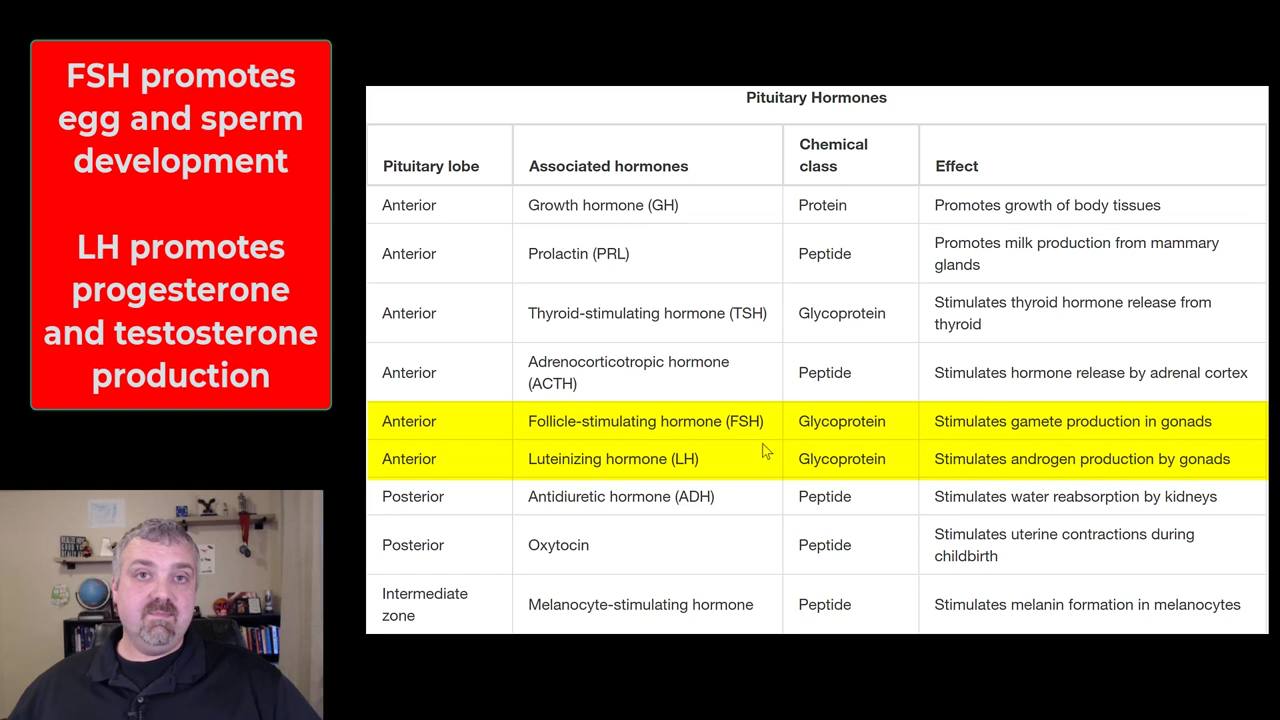 FSH promotes
egg and sperm
development
LH promotes
progesterone
and testosterone
production
Pituitary Hormones
Pituitary lobe Associated hormones Chemical class Effect
Anterior Growth hormone (GH) Protein Promotes growth of body tissues
Anterior Prolactin (PRL) Peptide Promotes milk production from mammary glands
Anterior Thyroid-stimulating hormone (TSH) Glycoprotein Stimulates thyroid hormone release from thyroid
Anterior Adrenocorticotropic hormone (ACTH) Peptide Stimulates hormone release by adrenal cortex
Anterior Follicle-stimulating hormone (FSH) Glycoprotein Stimulates gamete production in gonads
Anterior Luteinizing hormone (LH) Glycoprotein Stimulates androgen production by gonads
Posterior Antidiuretic hormone (ADH) Peptide Stimulates water reabsorption by kidneys
Posterior Oxytocin Peptide Stimulates uterine contractions during childbirth
Intermediate zone Melanocyte-stimulating hormone Peptide Stimulates melanin formation in melanocytes